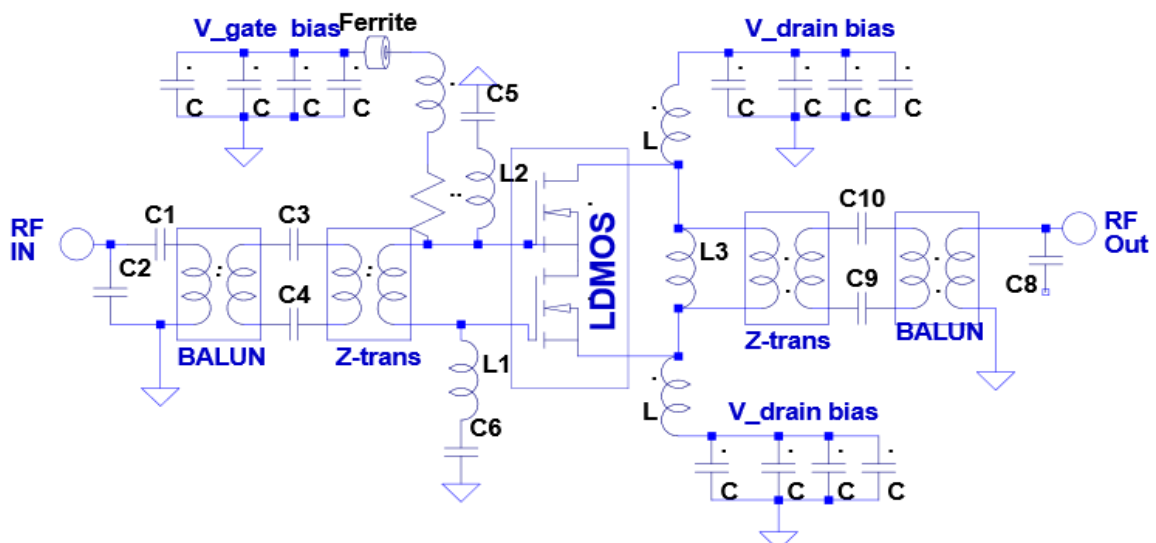 V_gate bias
Ferrite
V_drain bias
C5
C C C C
C C C C
L
L2
C1
C3
C10
RF
IN
RF
Out
C2
L3
LDMOS
C4
C9
C8
BALUN
Z-trans
Z-trans
BALUN
L1
L
V_drain bias
C6
C C C C